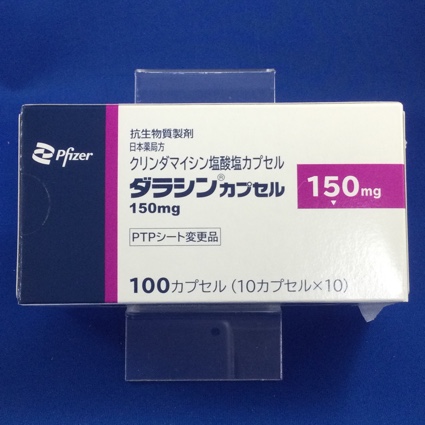 Pfizer
抗生物質製剤
日本薬局方
クリンダマイシン塩酸塩カプセル
ダラシン®カプセル
150mg
150mg
PTPシート変更品
100カプセル(10カプセル×10)